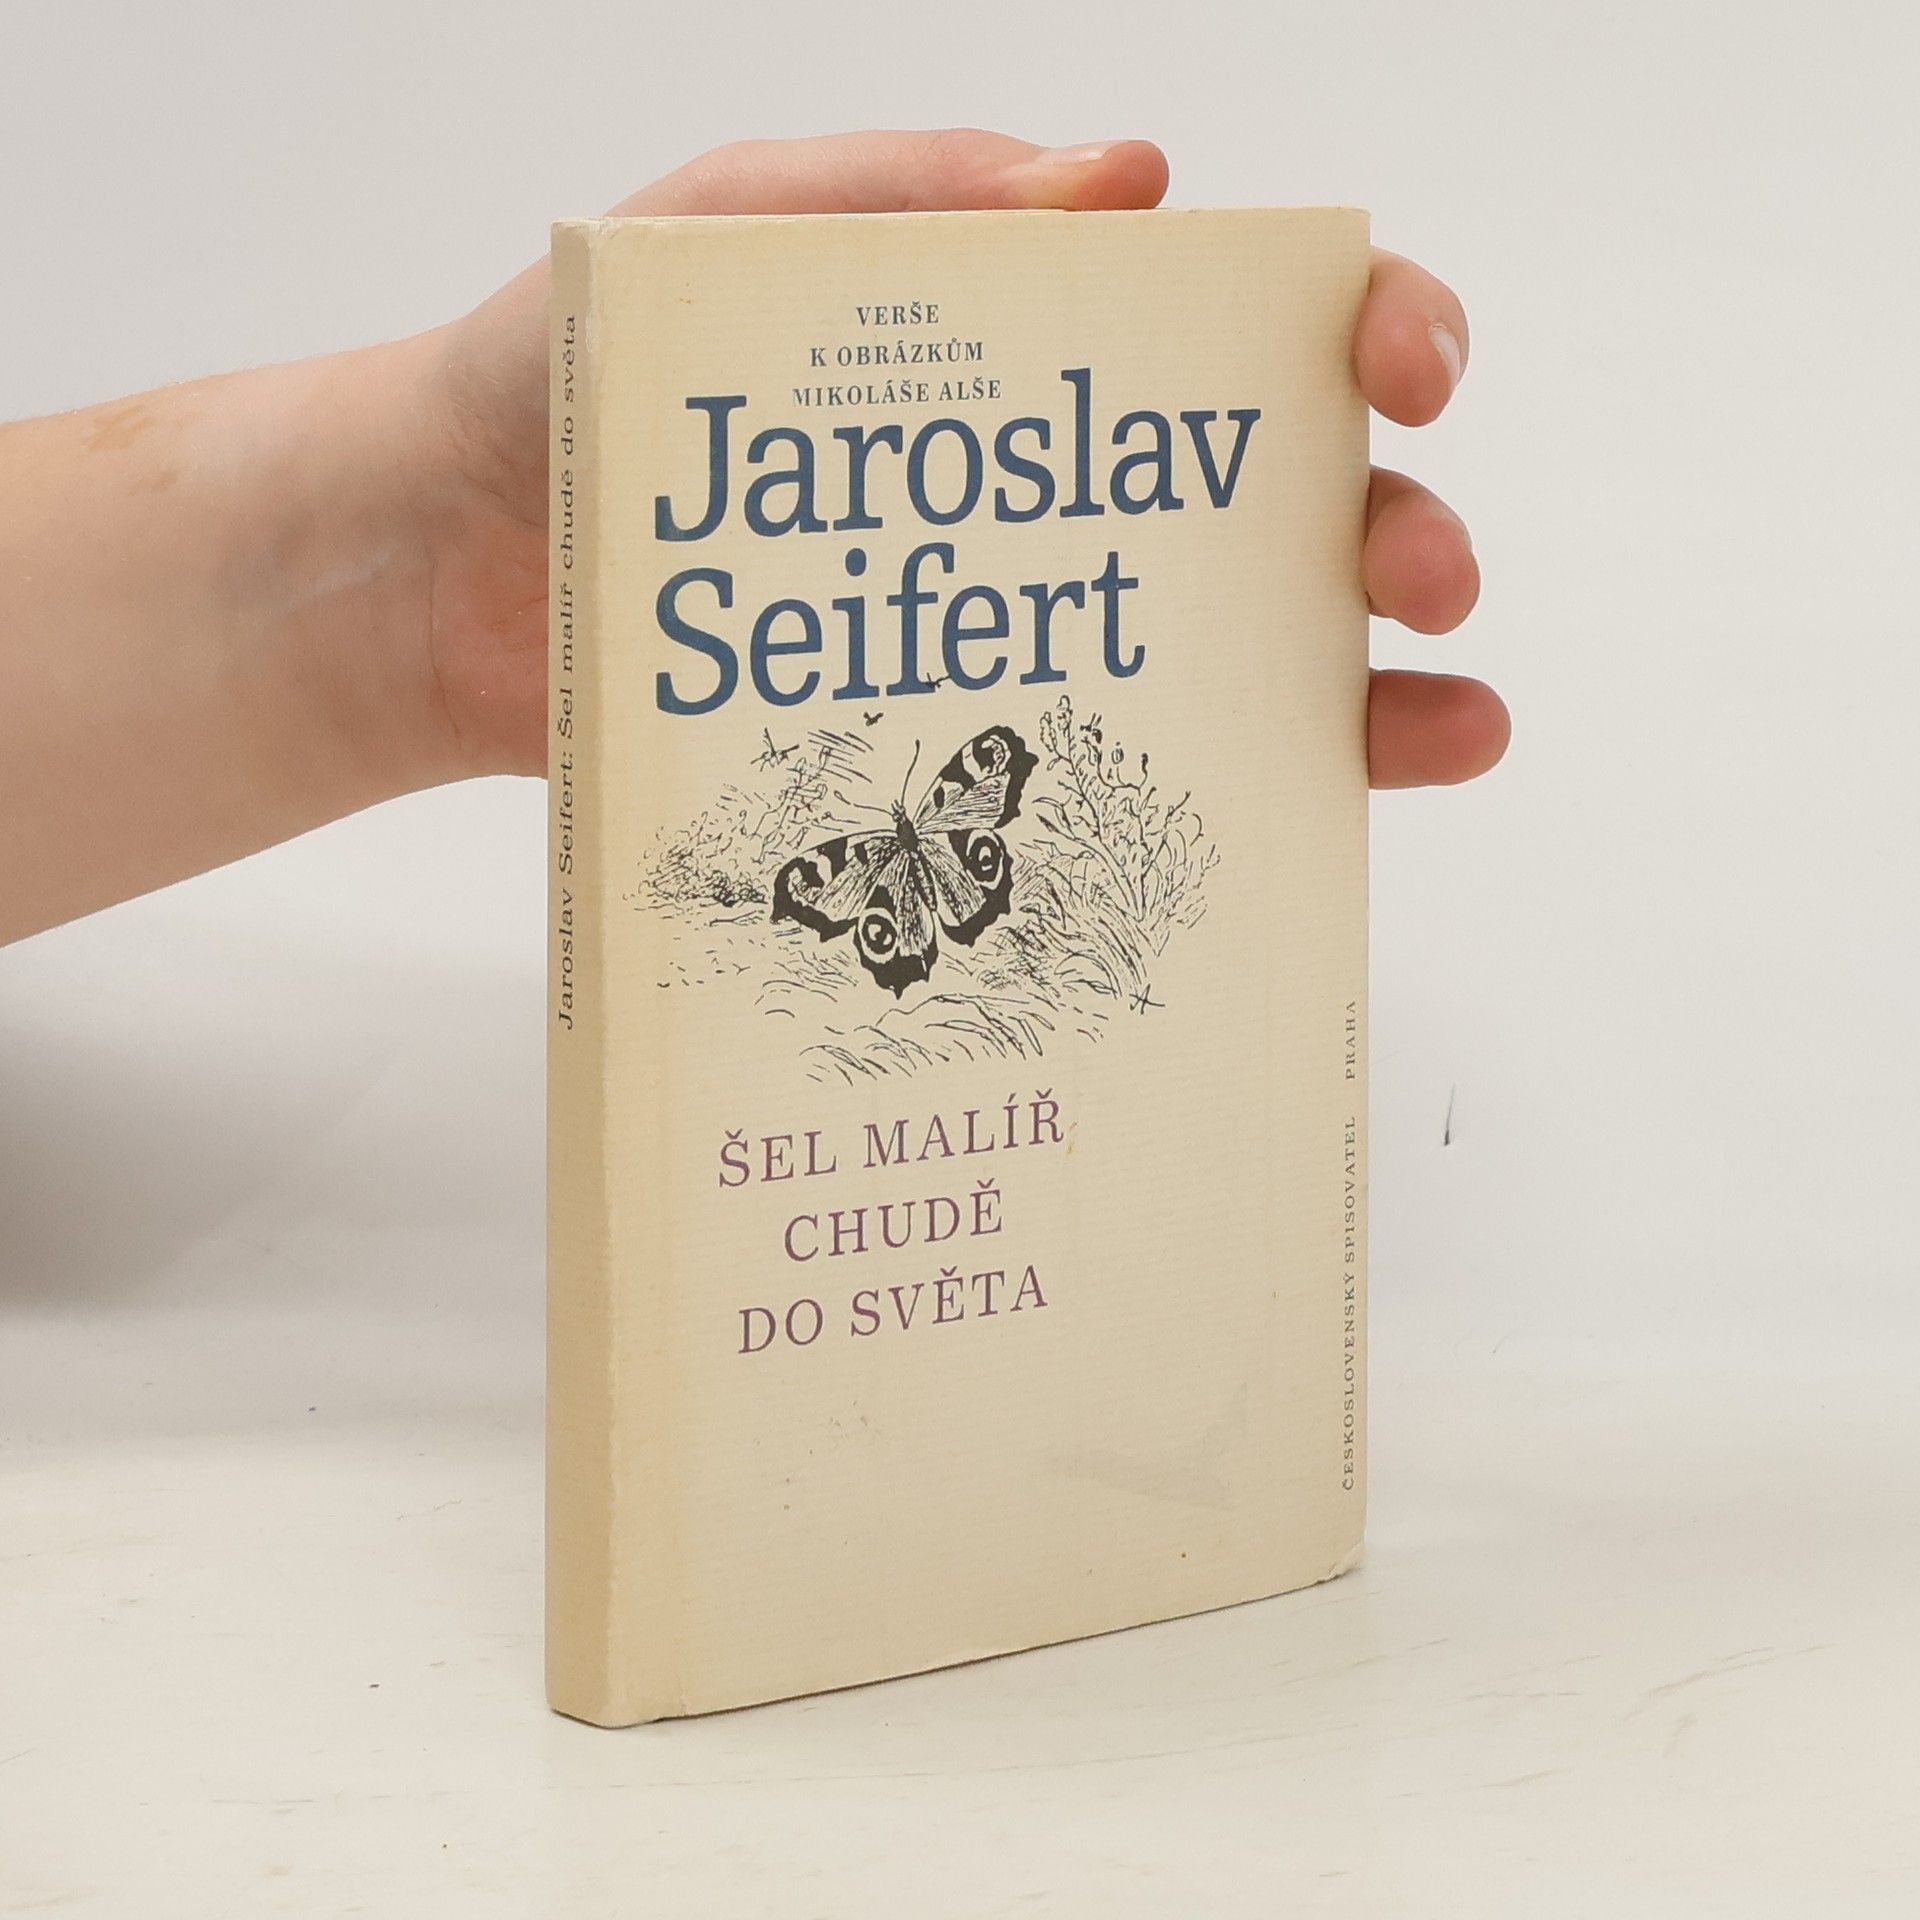 VERŠE
K OBRÁZKŮM
MIKOLÁŠE ALŠE
Jaroslav
Seifert
ŠEL MALÍŘ
CHUDĚ
DO SVĚTA
ČESKOSLOVENSKÝ SPISOVATEL PRAHA
Jaroslav Seifert: Šel malíř chudě do světa